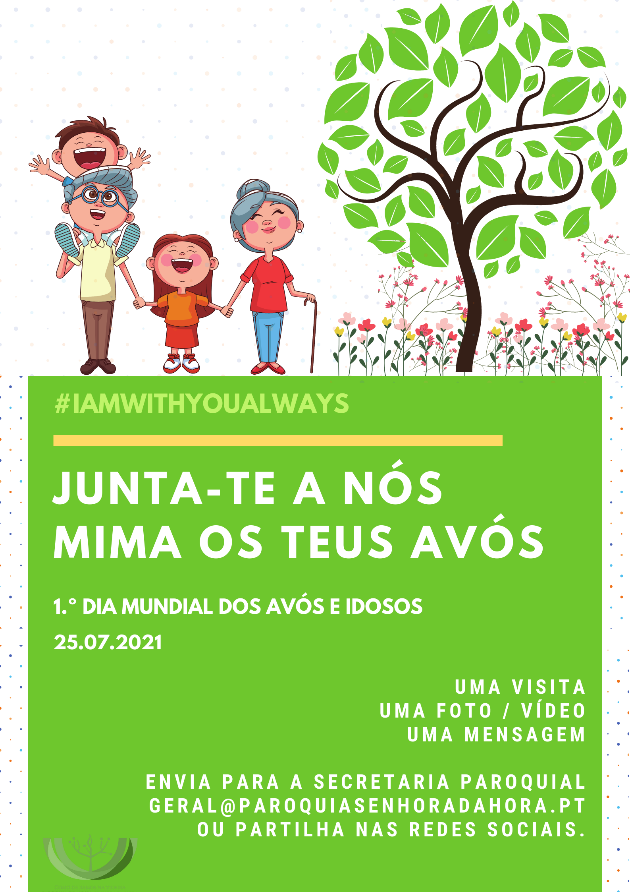 #IAMWITHYOUALWAYS
JUNTA-TE A NÓS
MIMA OS TEUS AVÓS
1.º DIA MUNDIAL DOS AVÓS E IDOSOS
25.07.2021
UMA VISITA
UMA FOTO / VÍDEO
UMA MENSAGEM
ENVIA PARA A SECRETARIA PAROQUIAL
GERAL@PAROQUIASENHORADAHORA.PT
OU PARTILHA NAS REDES SOCIAIS.